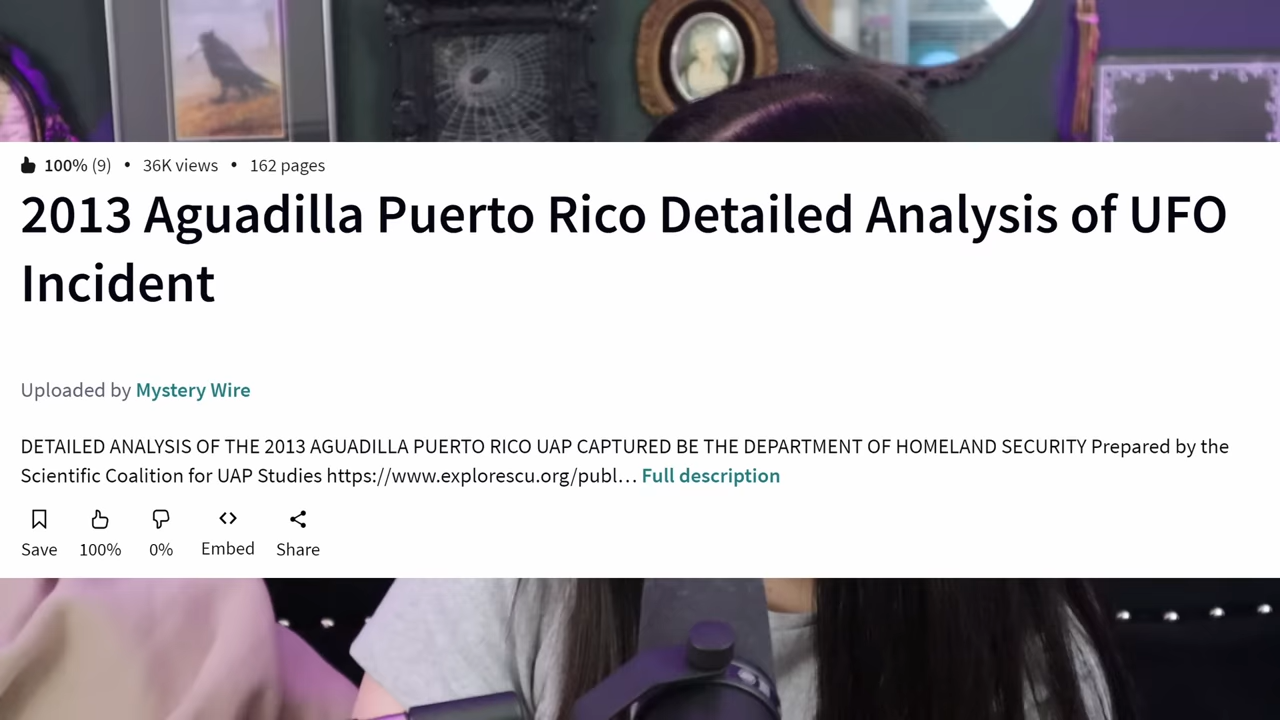 100% (9) • 36K views • 162 pages
2013 Aguadilla Puerto Rico Detailed Analysis of UFO
Incident
Uploaded by Mystery Wire
DETAILED ANALYSIS OF THE 2013 AGUADILLA PUERTO RICO UAP CAPTURED BE THE DEPARTMENT OF HOMELAND SECURITY Prepared by the
Scientific Coalition for UAP Studies https://www.explorescu.org/publ… Full description
Save 100% 0% Embed Share